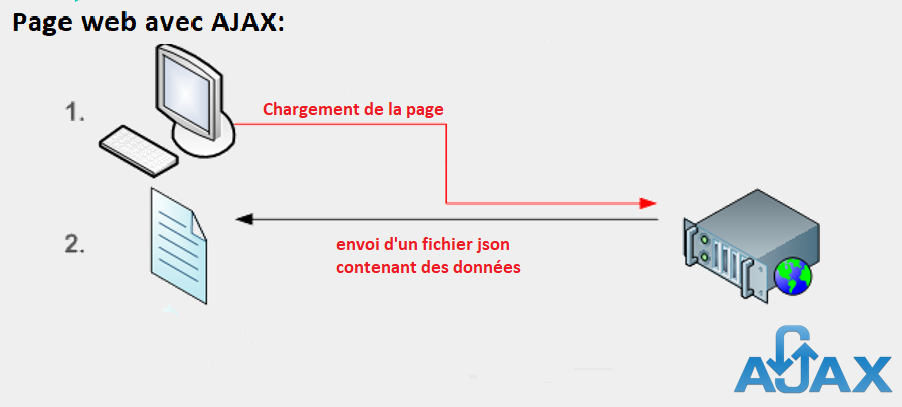 Page web avec AJAX:
1.
Chargement de la page
2.
envoi d'un fichier json
contenant des données
AJAX